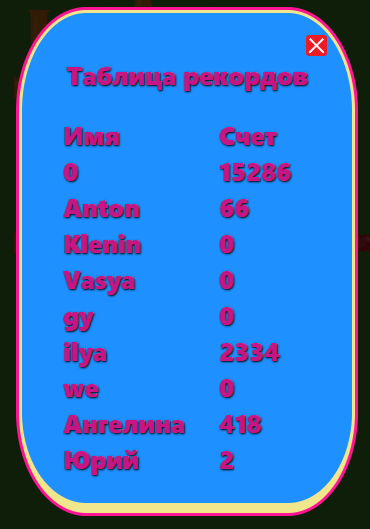 Таблица рекордов
Имя Счет
0 15286
Anton 66
Klenin 0
Vasya 0
gy 0
ilya 2334
we 0
Ангелина 418
Юрий 2